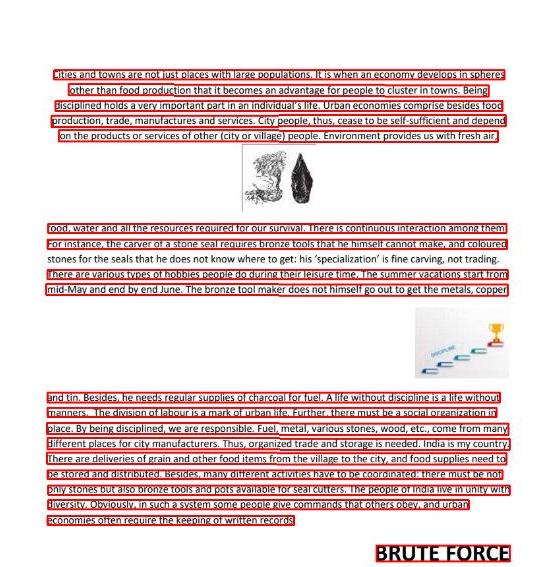 Cities and towns are not just places with large populations. It is when an economy develops in spheres
other than food production that it becomes an advantage for people to cluster in towns. Being
disciplined holds a very important part in an individual's life. Urban economies comprise besides food
production, trade, manufactures and services. City people, thus, cease to be self-sufficient and depend
on the products or services of other (city or village) people. Environment provides us with fresh air,
food, water and all the resources required for our survival. There is continuous interaction among them.
For instance, the carver of a stone seal requires bronze tools that he himself cannot make, and coloured
stones for the seals that he does not know where to get: his 'specialization' is fine carving, not trading.
There are various types of hobbies people do during their leisure time. The summer vacations start from
mid-May and end by end June. The bronze tool maker does not himself go out to get the metals, copper
DISCIPLINE
and tin. Besides, he needs regular supplies of charcoal for fuel. A life without discipline is a life without
manners. The division of labour is a mark of urban life. Further, there must be a social organization in
place. By being disciplined, we are responsible. Fuel, metal, various stones, wood, etc., come from many
different places for city manufacturers. Thus, organized trade and storage is needed. India is my country.
There are deliveries of grain and other food items from the village to the city, and food supplies need to
be stored and distributed. Besides, many different activities have to be coordinated: there must be not
only stones but also bronze tools and pots available for seal cutters. The people of India live in unity with
diversity. Obviously, in such a system some people give commands that others obey, and urban
economies often require the keeping of written records.
BRUTE FORCE